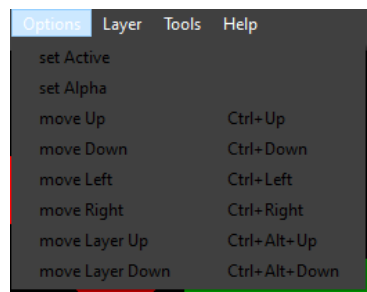 Options Layer Tools Help
set Active
set Alpha
move Up Ctrl+Up
move Down Ctrl+Down
move Left Ctrl+Left
move Right Ctrl+Right
move Layer Up Ctrl+Alt+Up
move Layer Down Ctrl+Alt+Down